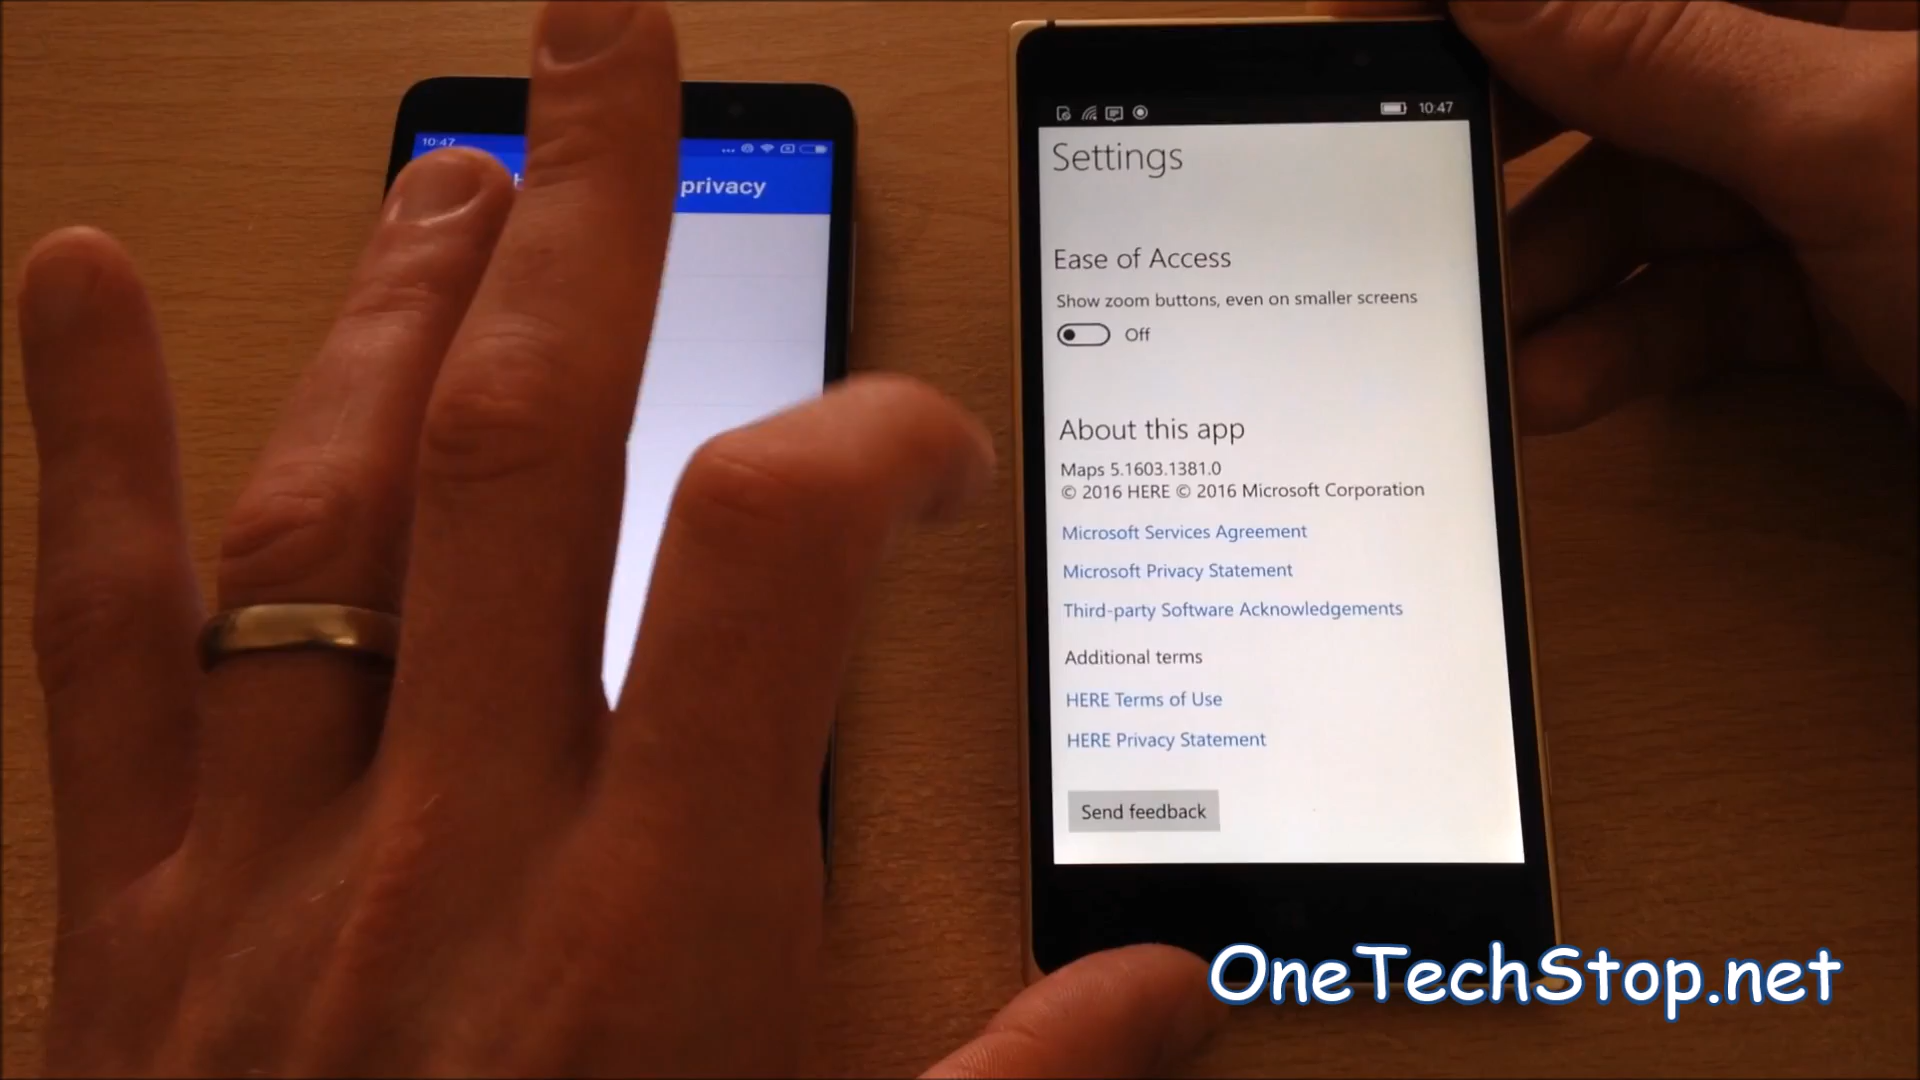 10:47
privacy
10:47
Settings
Ease of Access
Show zoom buttons, even on smaller screens
Off
About this app
Maps 5.1603.1381.0
© 2016 HERE © 2016 Microsoft Corporation
Microsoft Services Agreement
Microsoft Privacy Statement
Third-party Software Acknowledgements
Additional terms
HERE Terms of Use
HERE Privacy Statement
Send feedback
OneTechStop.net